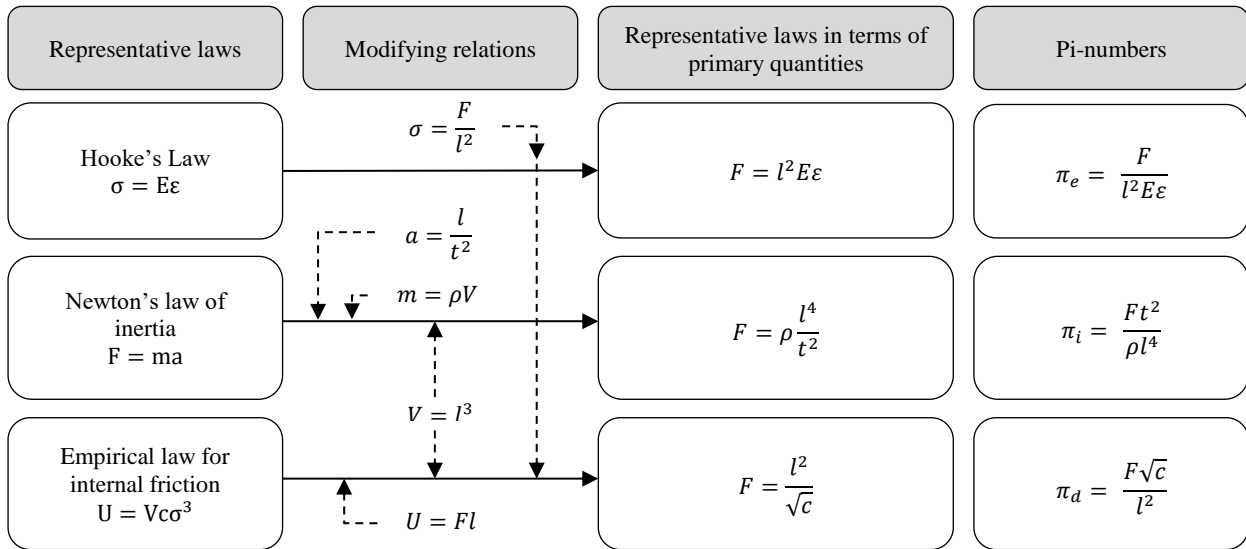 Representative laws
Modifying relations
Representative laws in terms of
primary quantities
Pi-numbers
Hooke's Law
σ = Eε
σ = F/l²
F = l²Eε
π_e = F/(l²Eε)
a = l/t²
Newton's law of
inertia
F = ma
m = ρV
F = ρ l⁴/t²
π_i = Ft²/(ρl⁴)
V = l³
Empirical law for
internal friction
U = Vcσ³
U = Fl
F = l²/√c
π_d = F√c/l²